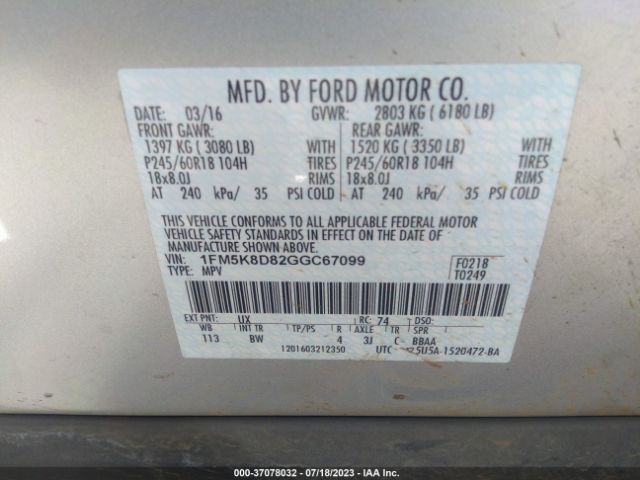 MFD. BY FORD MOTOR CO.
DATE: 03/16 GVWR: 2803 KG ( 6180 LB)
FRONT GAWR: REAR GAWR:
1397 KG ( 3080 LB) WITH 1520 KG ( 3350 LB) WITH
P245/60R18 104H TIRES P245/60R18 104H TIRES
18x8.0J RIMS 18x8.0J RIMS
AT 240 kPa/ 35 PSI COLD AT 240 kPa/ 35 PSI COLD
THIS VEHICLE CONFORMS TO ALL APPLICABLE FEDERAL MOTOR
VEHICLE SAFETY STANDARDS IN EFFECT ON THE DATE OF
MANUFACTURE SHOWN ABOVE.
VIN: 1FM5K8D82GGC67099 F0218
TYPE: MPV T0249
EXT PNT: UX RC: 74 DSO:
WB INT TR TP/PS R AXLE TR SPR
113 BW 4 3J C BBAA
1201603212350 UTC 5U5A-1520472-BA
000-37078032 - 07/18/2023 - IAA Inc.